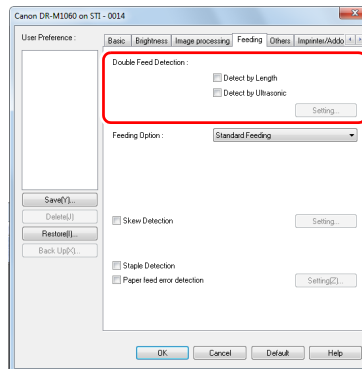 Canon DR-M1060 on STI - 0014
User Preference :
Basic Brightness Image processing Feeding Others Imprinter/Addo
Double Feed Detection :
Detect by Length
Detect by Ultrasonic
Setting...
Feeding Option : Standard Feeding
Save(Y)...
Delete(J)
Skew Detection Setting...
Restore(I)...
Back Up(X)...
Staple Detection
Paper feed error detection Setting(Z)...
OK Cancel Default Help